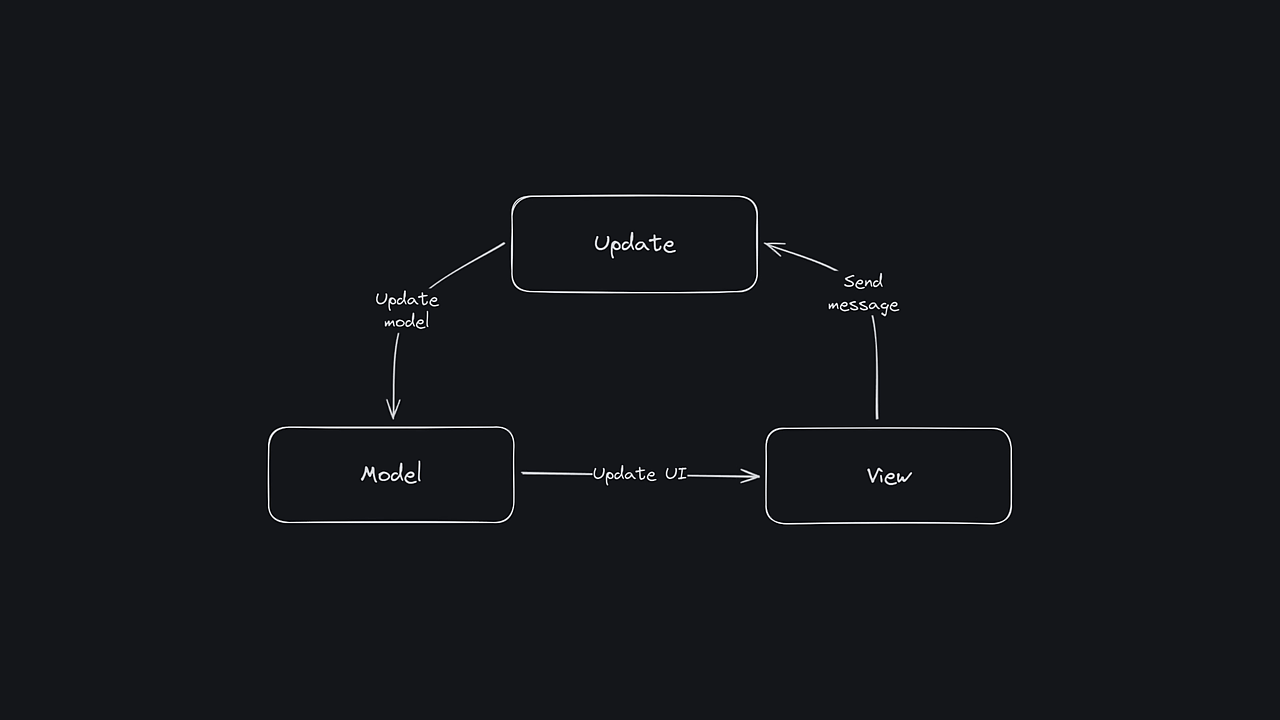 Update
Send
message
Update
model
Model
Update UI
View